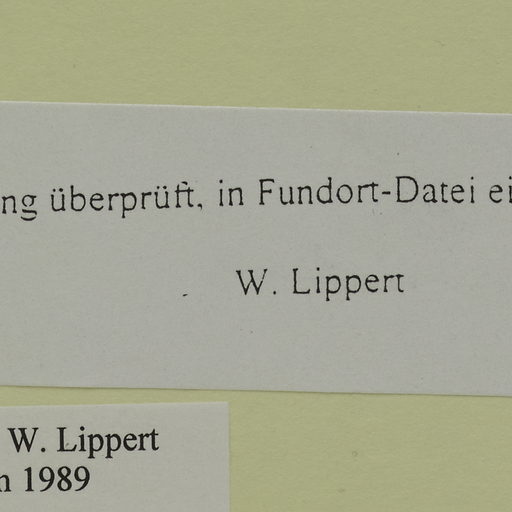 ng überprüft, in Fundort-Datei ei
W. Lippert
W. Lippert
n 1989